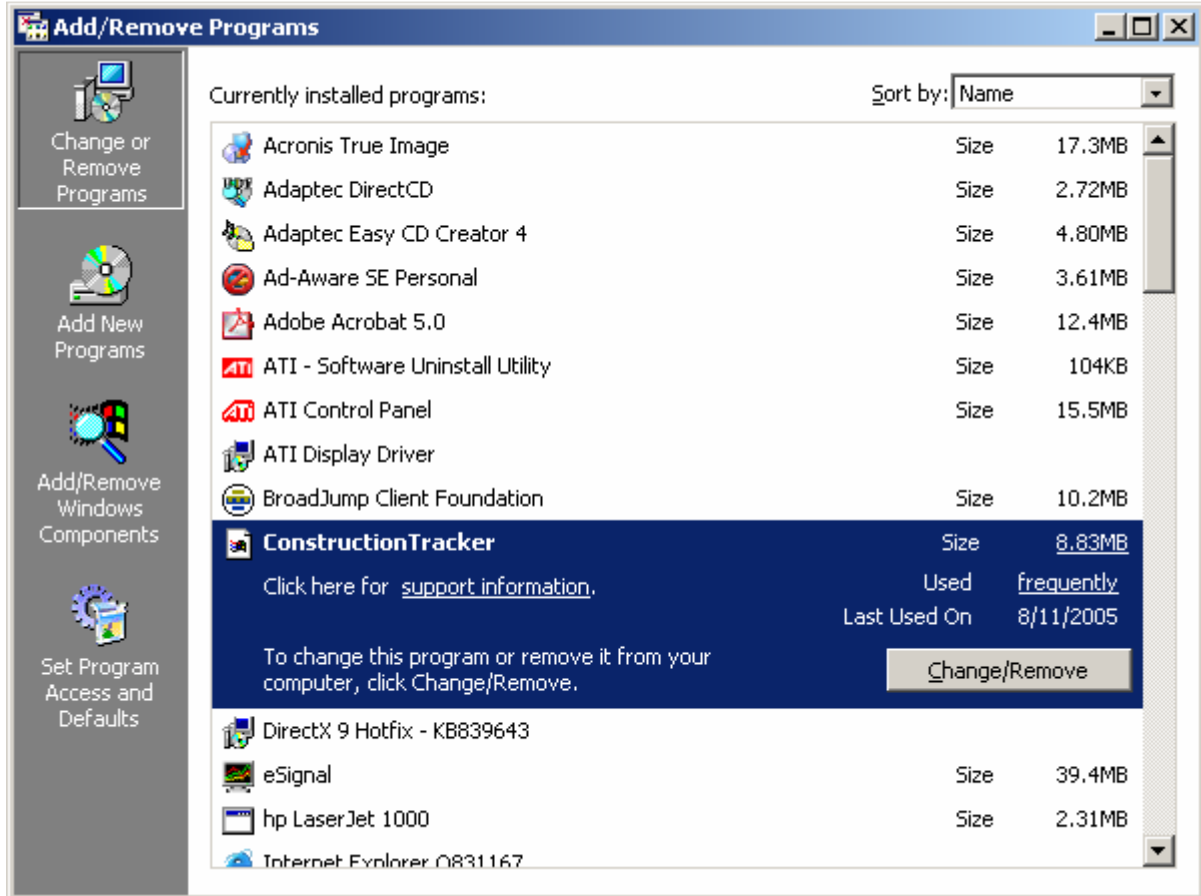 Add/Remove Programs
Change or
Remove
Programs
Add New
Programs
Add/Remove
Windows
Components
Set Program
Access and
Defaults
Currently installed programs:
Sort by: Name
Acronis True Image Size 17.3MB
Adaptec DirectCD Size 2.72MB
Adaptec Easy CD Creator 4 Size 4.80MB
Ad-Aware SE Personal Size 3.61MB
Adobe Acrobat 5.0 Size 12.4MB
ATI - Software Uninstall Utility Size 104KB
ATI Control Panel Size 15.5MB
ATI Display Driver
BroadJump Client Foundation Size 10.2MB
ConstructionTracker Size 8.83MB
Click here for support information. Used frequently
Last Used On 8/11/2005
To change this program or remove it from your
computer, click Change/Remove.
Change/Remove
DirectX 9 Hotfix - KB839643
eSignal Size 39.4MB
hp LaserJet 1000 Size 2.31MB
Internet Explorer Q831167